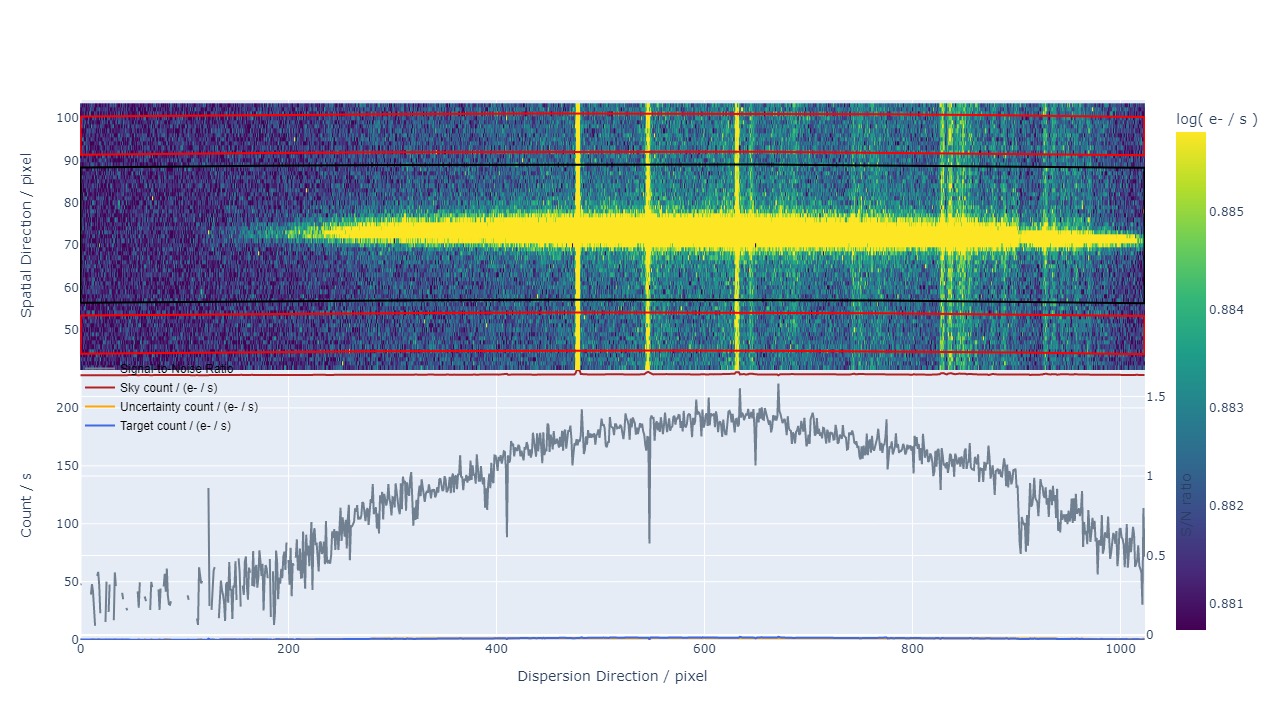 log( e- / s )
100
90
80
70
60
50
Spatial Direction / pixel
0.885
0.884
0.883
0.882
0.881
Signal to Noise Ratio
Sky count / (e- / s)
Uncertainty count / (e- / s)
Target count / (e- / s)
200
150
100
50
0
Count / s
1.5
1
0.5
0
S/N ratio
0
200
400
600
800
1000
Dispersion Direction / pixel